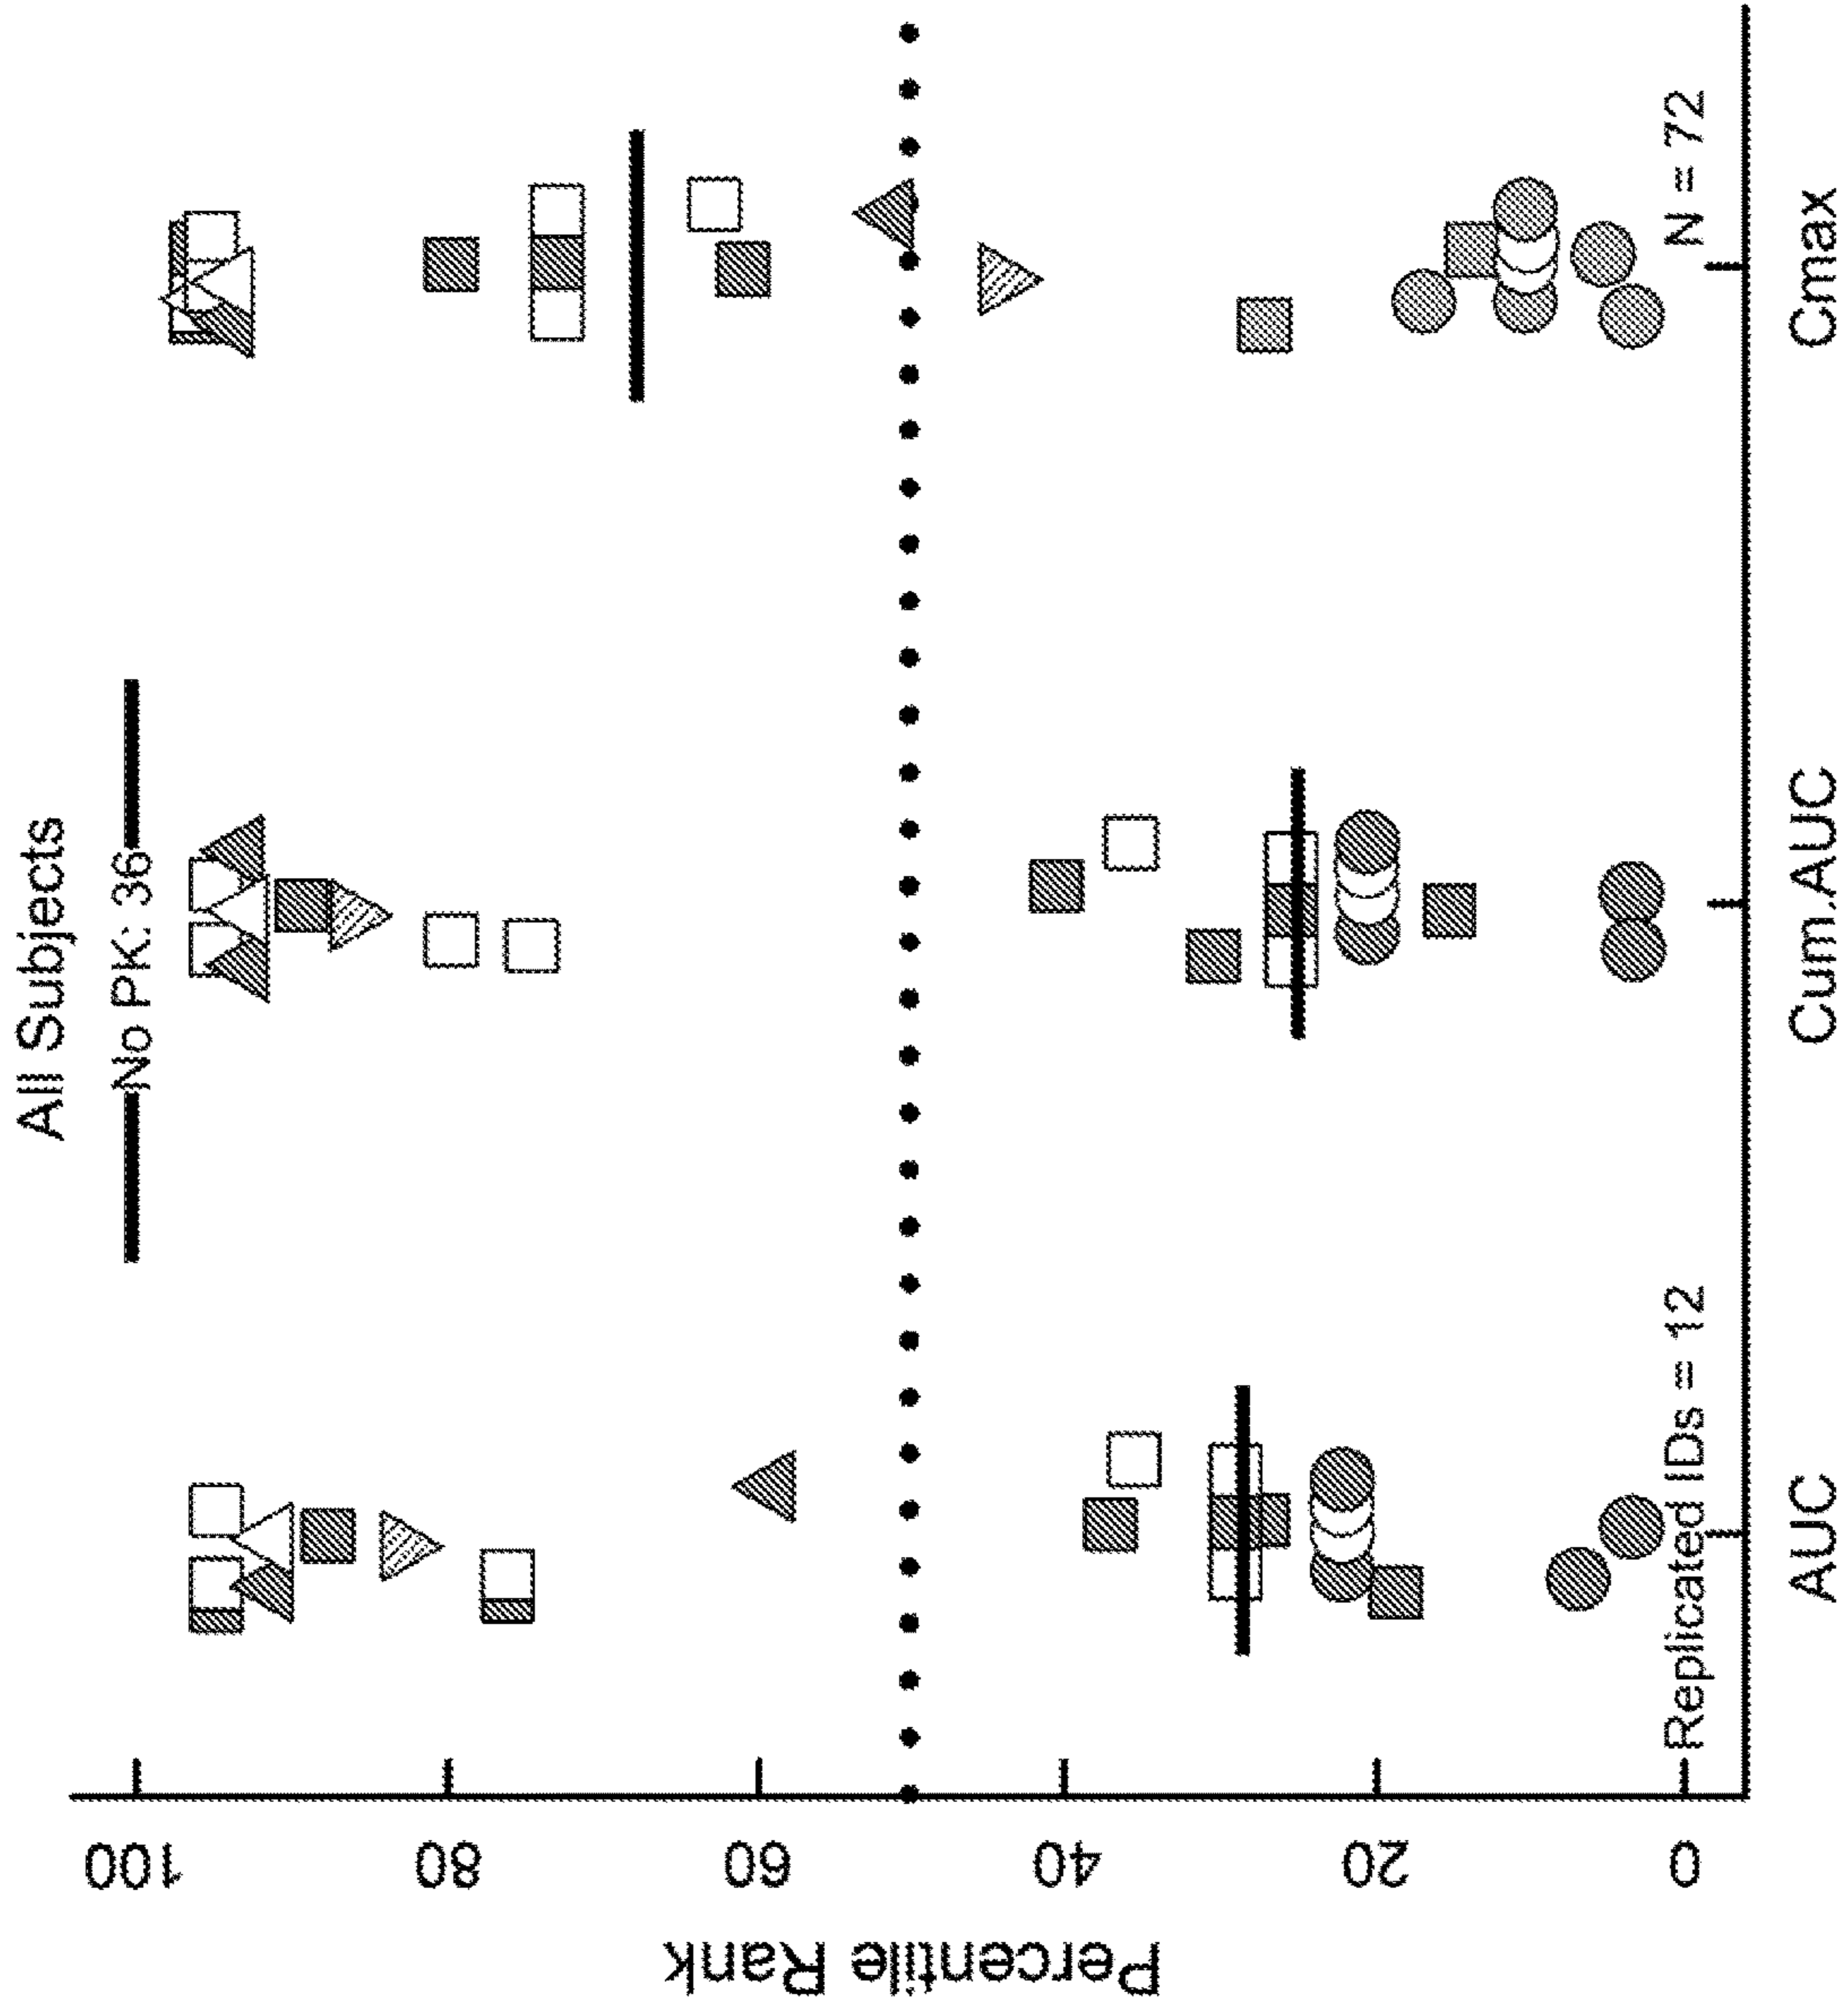 All Subjects
No PK: 36
100
80
60
40
20
0
Percentile Rank
N = 72
Replicated IDs = 12
AUC
Cum.AUC
Cmax